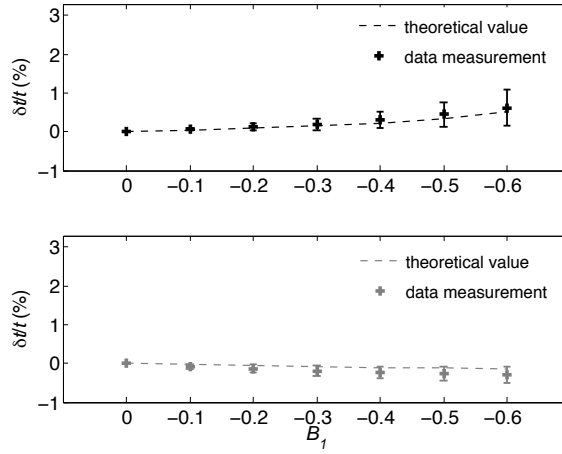 3
theoretical value
2
data measurement
δt/t (%)
1
0
−1
0 −0.1 −0.2 −0.3 −0.4 −0.5 −0.6
3
theoretical value
2
data measurement
δt/t (%)
1
0
−1
0 −0.1 −0.2 −0.3 −0.4 −0.5 −0.6
B1